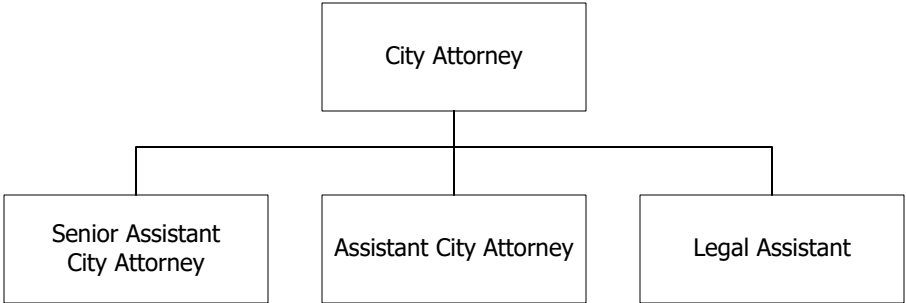 City Attorney
Senior Assistant
City Attorney
Assistant City Attorney
Legal Assistant